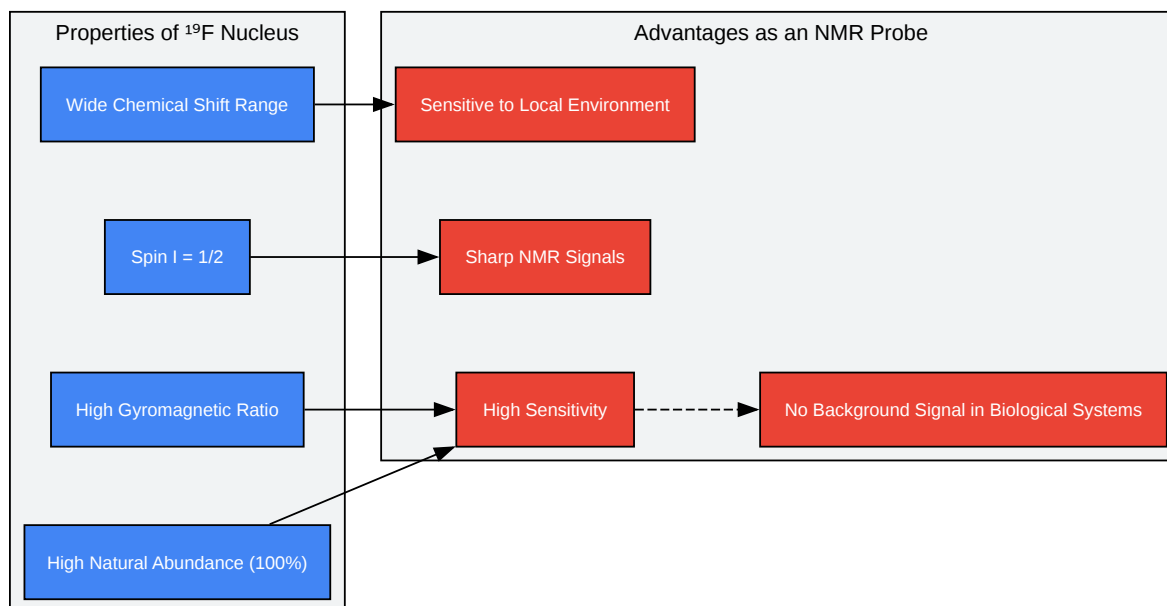 Properties of ¹⁹F Nucleus
Advantages as an NMR Probe
Wide Chemical Shift Range
Sensitive to Local Environment
Spin I = 1/2
Sharp NMR Signals
High Gyromagnetic Ratio
High Sensitivity
No Background Signal in Biological Systems
High Natural Abundance (100%)